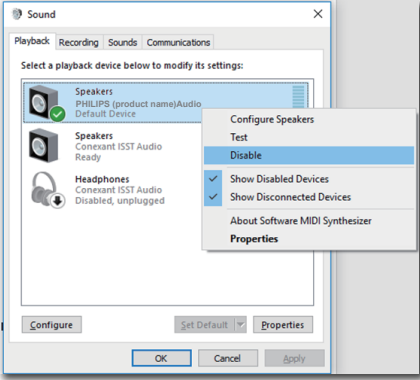 Sound
Playback Recording Sounds Communications
Select a playback device below to modify its settings:
Speakers
PHILIPS (product name)Audio
Default Device
Speakers
Conexant ISST Audio
Ready
Headphones
Conexant ISST Audio
Disabled, unplugged
Configure Speakers
Test
Disable
Show Disabled Devices
Show Disconnected Devices
About Software MIDI Synthesizer
Properties
Configure Set Default Properties
OK Cancel Apply